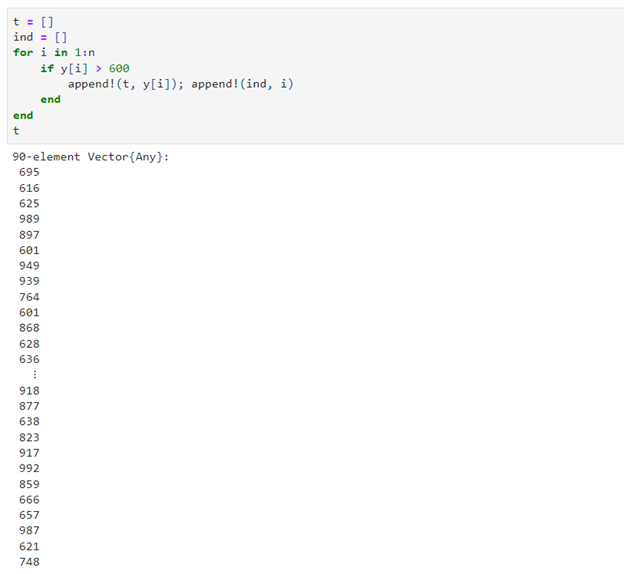 t = []
ind = []
for i in 1:n
    if y[i] > 600
        append!(t, y[i]); append!(ind, i)
    end
end
t
90-element Vector{Any}:
 695
 616
 625
 989
 897
 601
 949
 939
 764
 601
 868
 628
 636
   ⋮
 918
 877
 638
 823
 917
 992
 859
 666
 657
 987
 621
 748